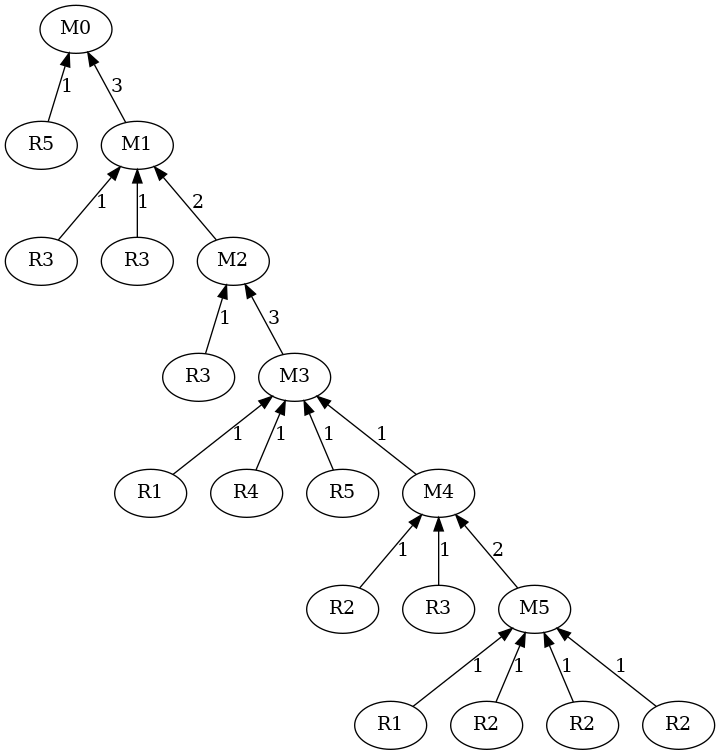 M0
1 3
R5 M1
1 1 2
R3 R3 M2
1 3
R3 M3
1 1 1 1
R1 R4 R5 M4
1 1 2
R2 R3 M5
1 1 1 1
R1 R2 R2 R2